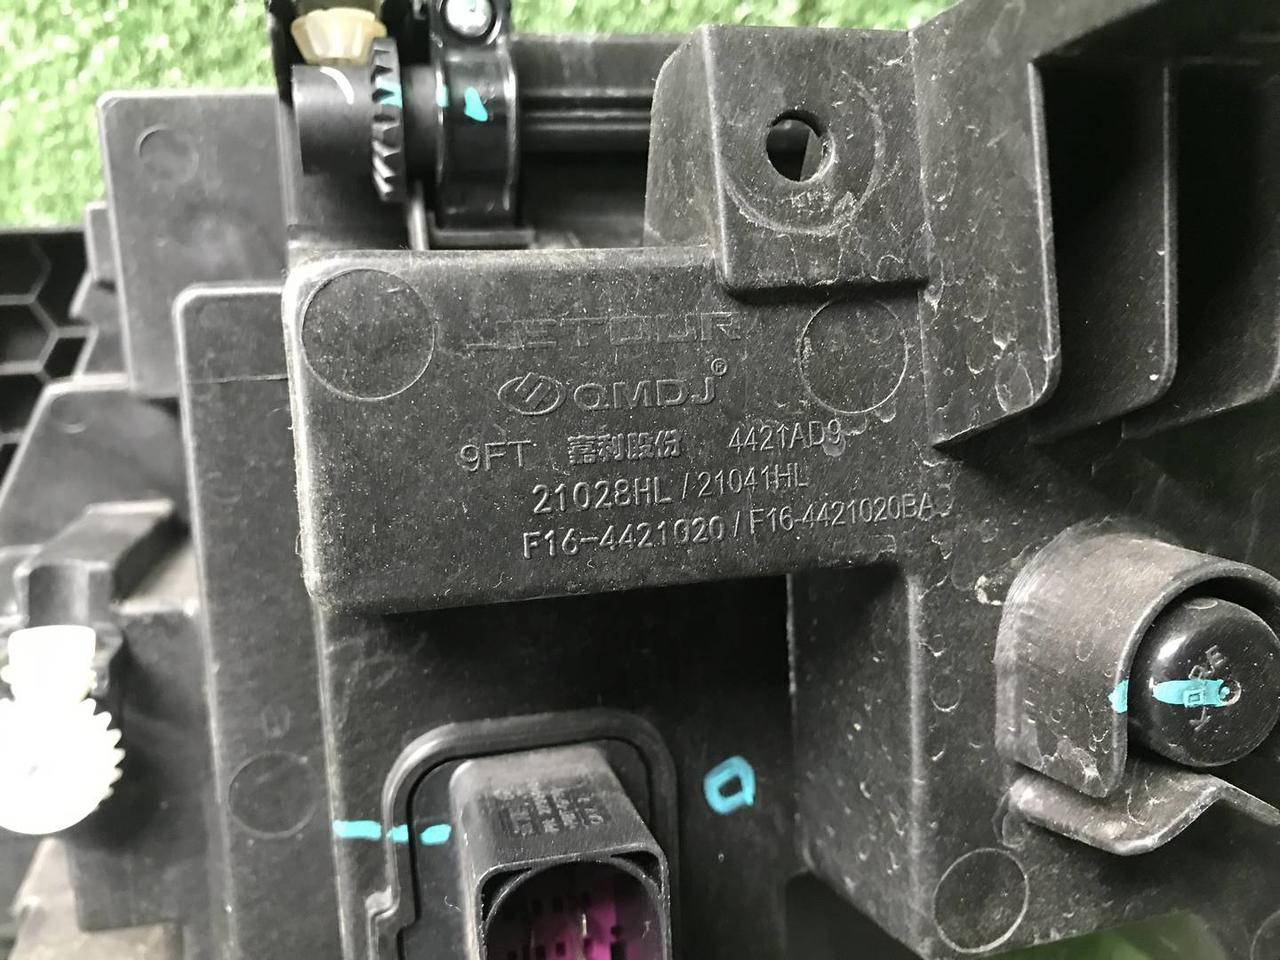 JETOUR
QMDJ®
9FT 嘉利股份 4421AD9
21028HL / 21041HL
F16-4421020 / F16-4421020BA